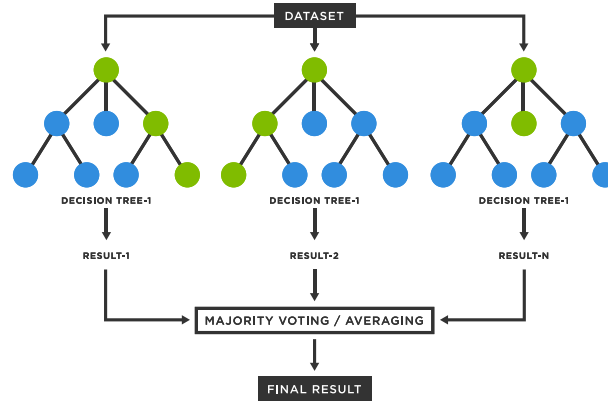 DATASET
DECISION TREE-1
DECISION TREE-1
DECISION TREE-1
RESULT-1
RESULT-2
RESULT-N
MAJORITY VOTING / AVERAGING
FINAL RESULT